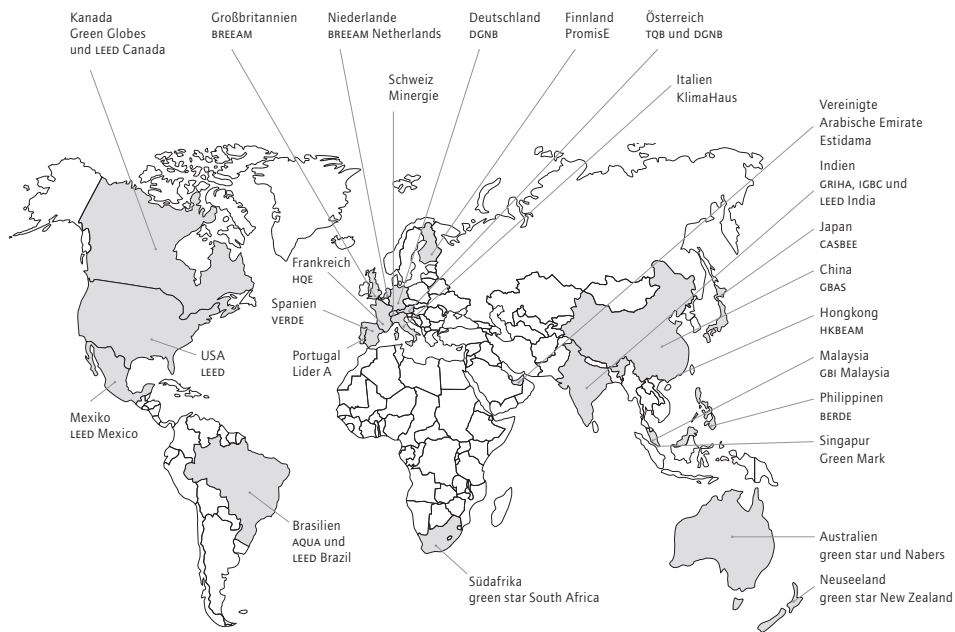 Kanada
Green Globes
und LEED Canada
Großbritannien
BREEAM
Niederlande
BREEAM Netherlands
Deutschland
DGNB
Finnland
PromisE
Österreich
TQB und DGNB
Schweiz
Minergie
Italien
KlimaHaus
Vereinigte
Arabische Emirate
Estidama
Indien
GRIHA, IGBC und
LEED India
Japan
CASBEE
China
GBAS
Hongkong
HKBEAM
Malaysia
GBI Malaysia
Philippinen
BERDE
Singapur
Green Mark
Frankreich
HQE
Spanien
VERDE
Portugal
Lider A
USA
LEED
Mexiko
LEED Mexico
Brasilien
AQUA und
LEED Brazil
Südafrika
green star South Africa
Australien
green star und Nabers
Neuseeland
green star New Zealand